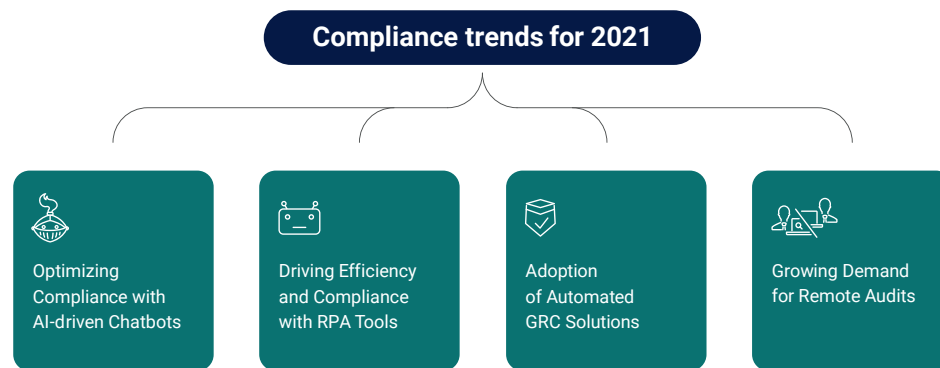 Compliance trends for 2021
Optimizing
Compliance with
AI-driven Chatbots
Driving Efficiency
and Compliance
with RPA Tools
Adoption
of Automated
GRC Solutions
Growing Demand
for Remote Audits